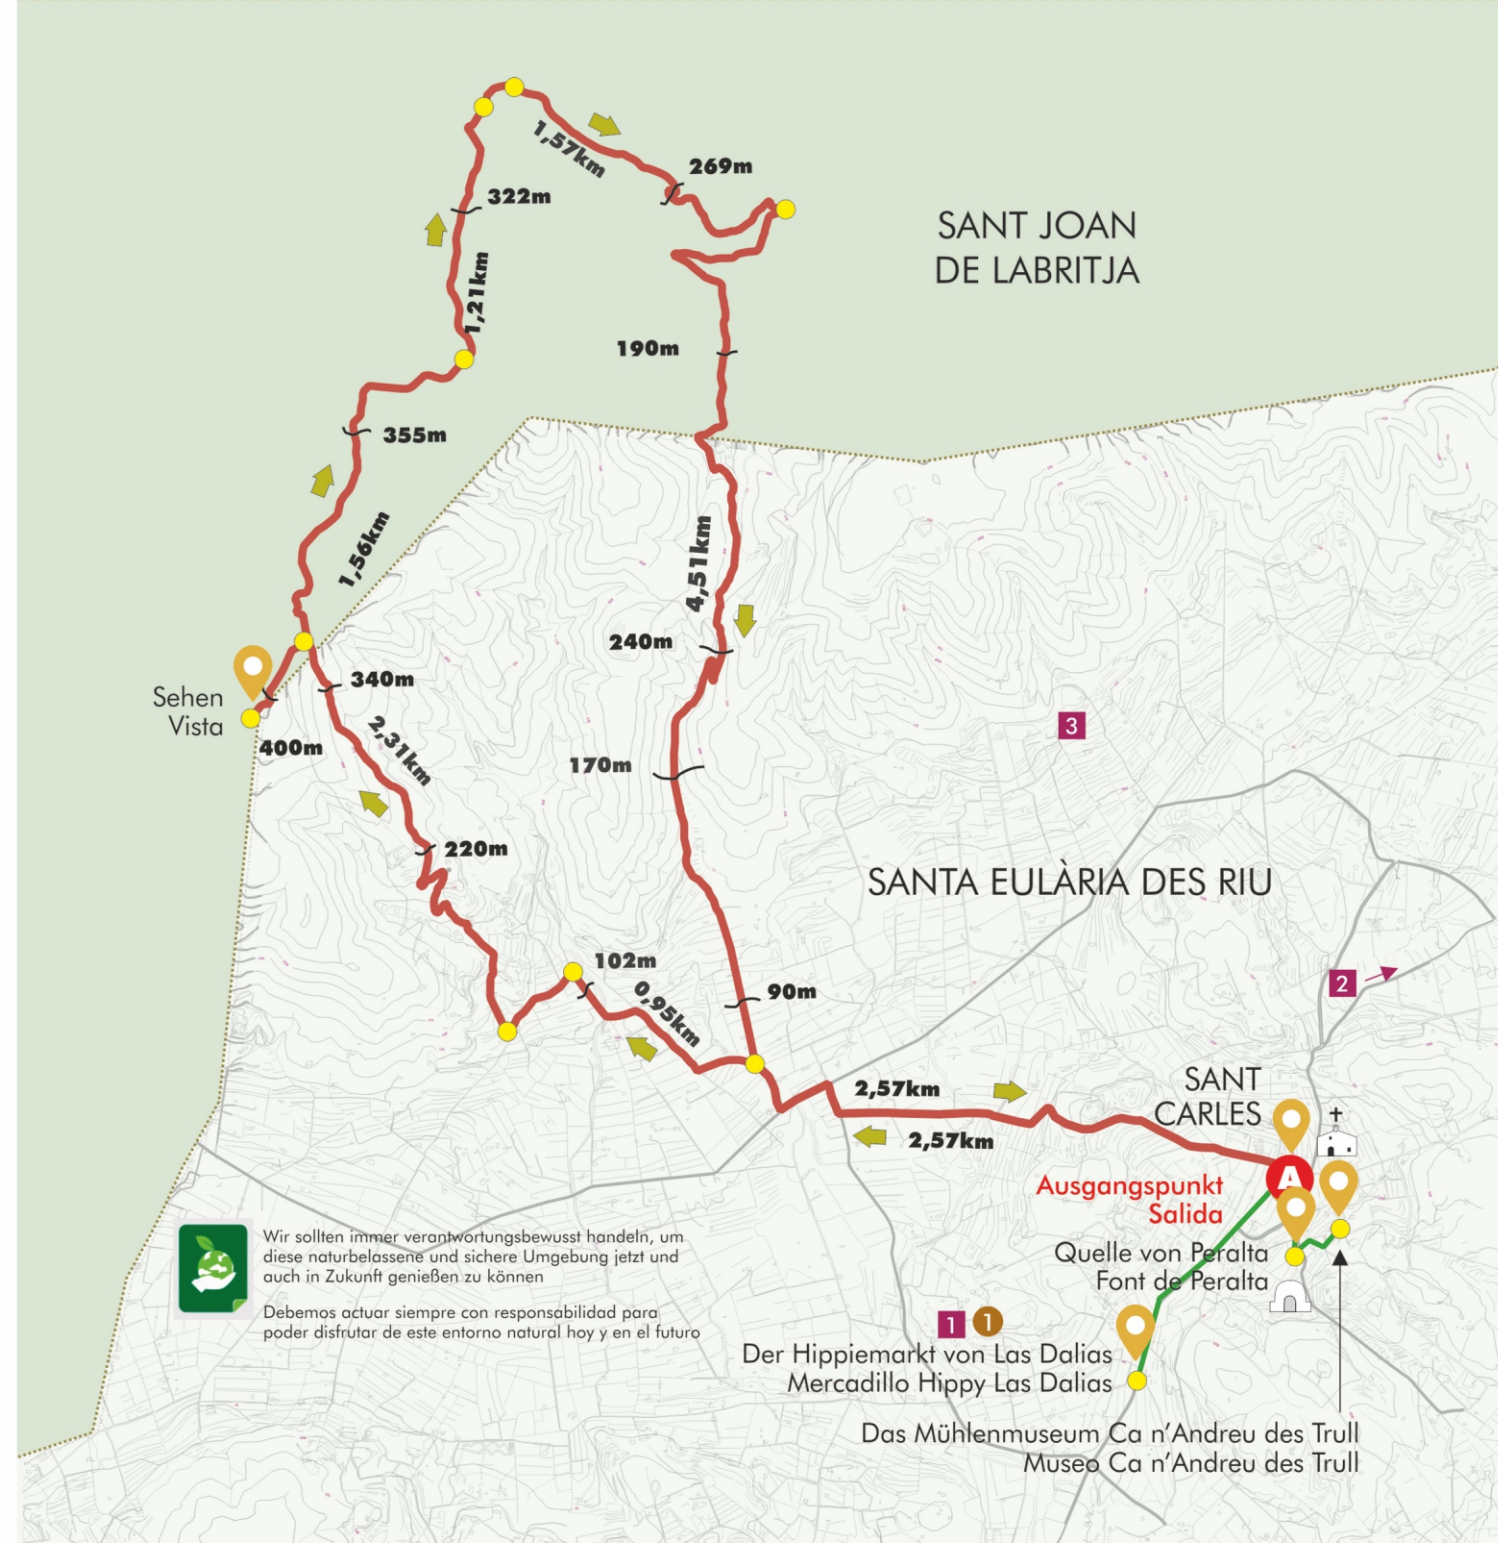 1,57km
269m
322m
SANT JOAN
DE LABRITJA
1,21km
190m
355m
1,56km
4,51km
240m
340m
Sehen
Vista
400m
2,31km
3
170m
220m
SANTA EULÀRIA DES RIU
102m
0,95km
90m
2
2,57km
2,57km
SANT
CARLES
A
Ausgangspunkt
Salida
Quelle von Peralta
Font de Peralta
Wir sollten immer verantwortungsbewusst handeln, um
diese naturbelassene und sichere Umgebung jetzt und
auch in Zukunft genießen zu können
Debemos actuar siempre con responsabilidad para
poder disfrutar de este entorno natural hoy y en el futuro
1 1
Der Hippiemarkt von Las Dalias
Mercadillo Hippy Las Dalias
Das Mühlenmuseum Ca n'Andreu des Trull
Museo Ca n'Andreu des Trull